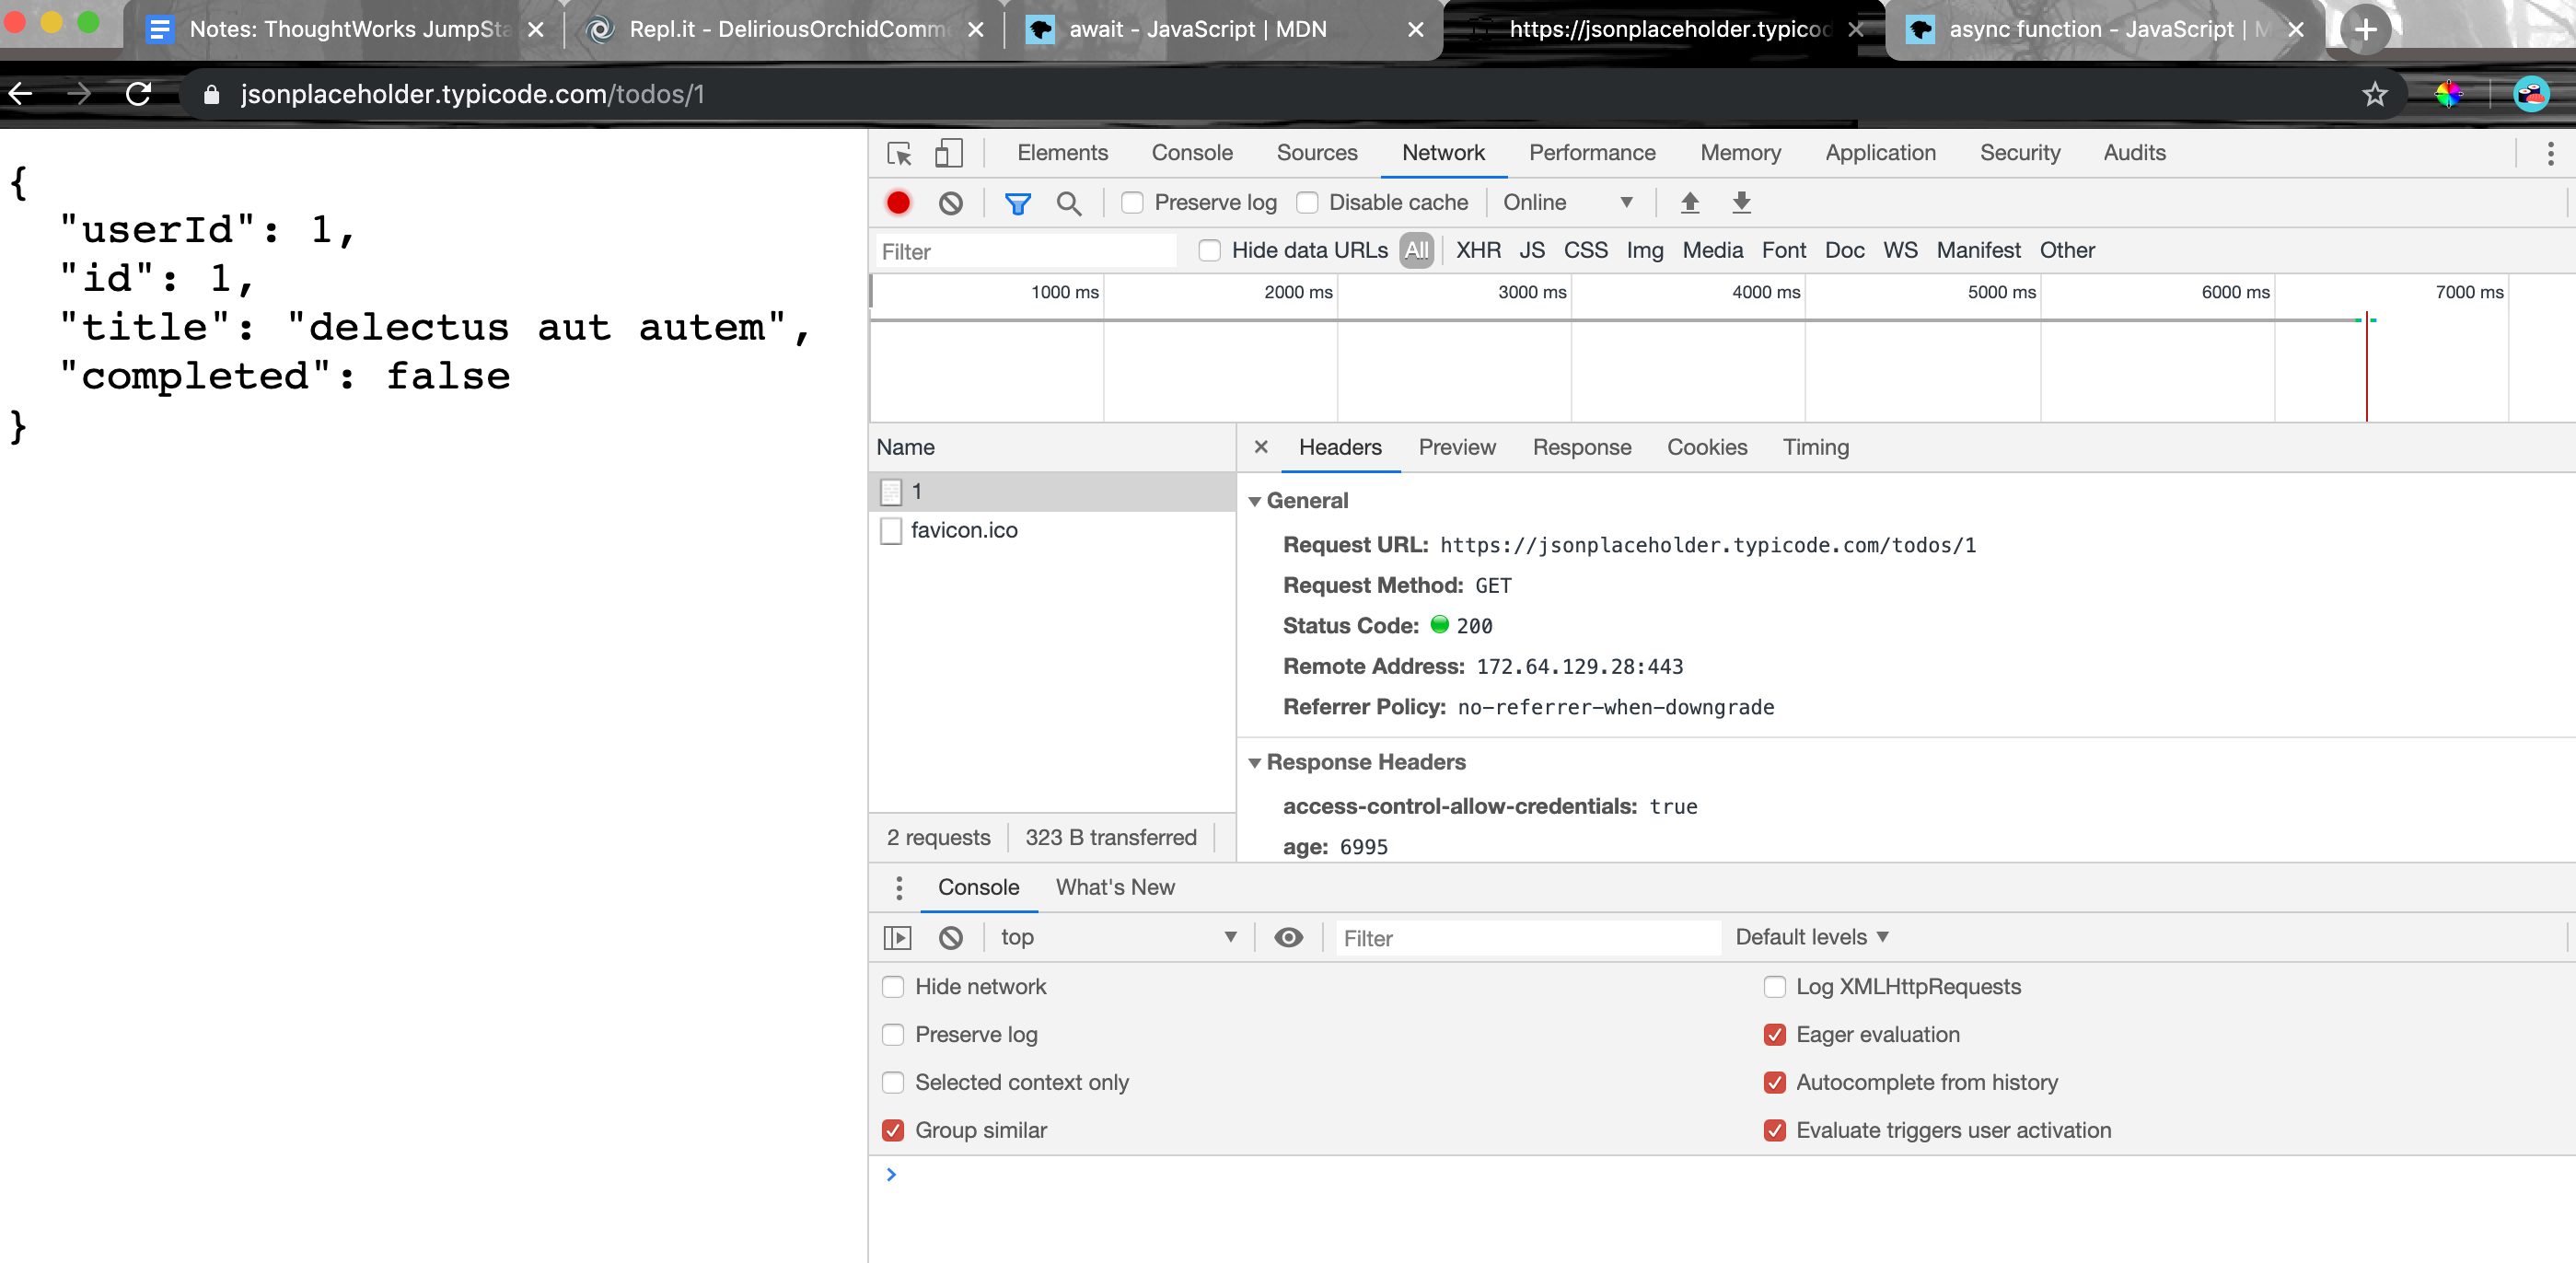 Notes: ThoughtWorks JumpSta
Repl.it - DeliriousOrchidComm
await - JavaScript | MDN
https://jsonplaceholder.typicod
async function - JavaScript | M
jsonplaceholder.typicode.com/todos/1
{
"userId": 1,
"id": 1,
"title": "delectus aut autem",
"completed": false
}
Elements Console Sources Network Performance Memory Application Security Audits
Preserve log Disable cache Online
Filter Hide data URLs All XHR JS CSS Img Media Font Doc WS Manifest Other
1000 ms 2000 ms 3000 ms 4000 ms 5000 ms 6000 ms 7000 ms
Name
1
favicon.ico
2 requests 323 B transferred
Headers Preview Response Cookies Timing
General
Request URL: https://jsonplaceholder.typicode.com/todos/1
Request Method: GET
Status Code: 200
Remote Address: 172.64.129.28:443
Referrer Policy: no-referrer-when-downgrade
Response Headers
access-control-allow-credentials: true
age: 6995
Console What's New
top Filter Default levels
Hide network Log XMLHttpRequests
Preserve log Eager evaluation
Selected context only Autocomplete from history
Group similar Evaluate triggers user activation